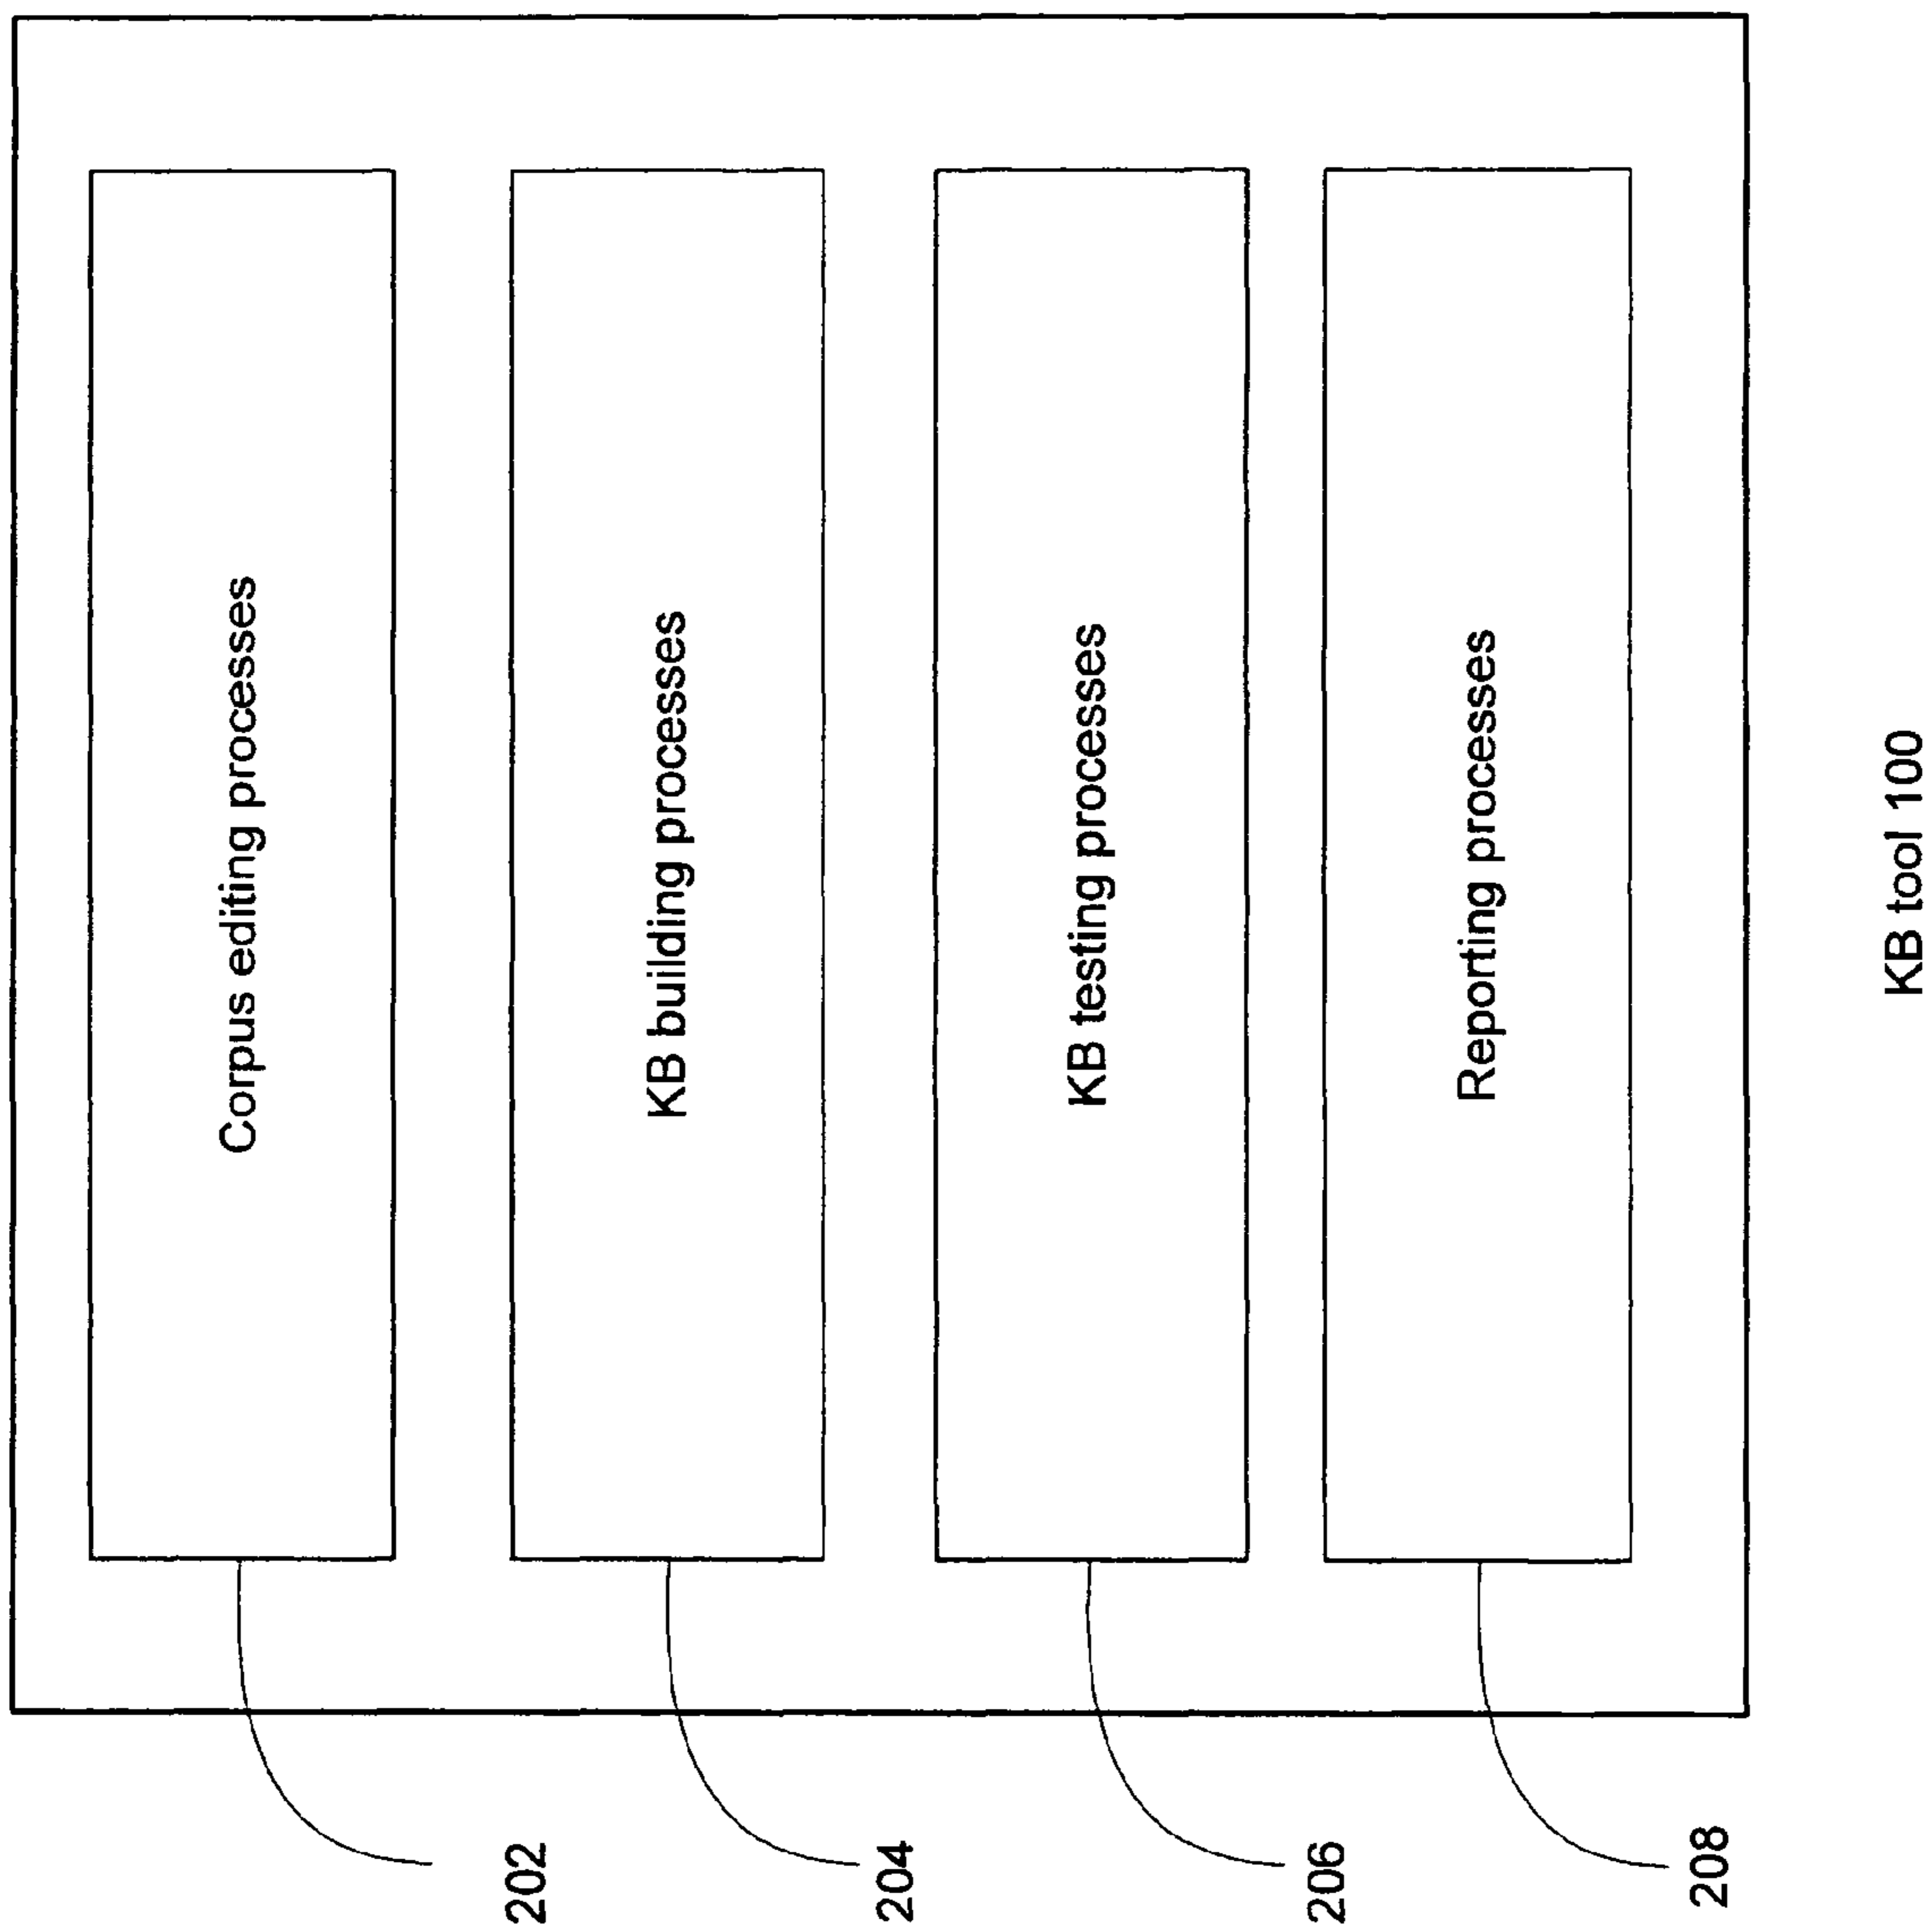 Corpus editing processes
202
KB building processes
204
KB testing processes
206
Reporting processes
208
KB tool 100